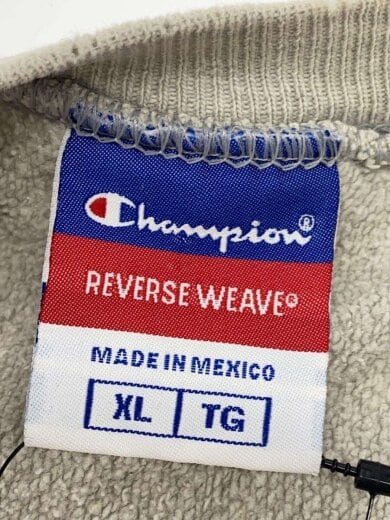 Champion®
REVERSE WEAVE®
MADE IN MEXICO
XL TG